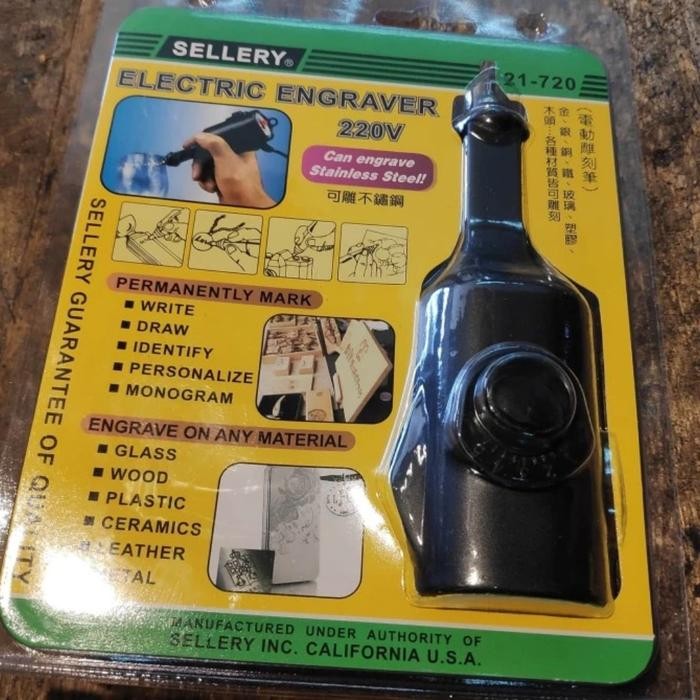 SELLERY®
21-720
ELECTRIC ENGRAVER
220V
Can engrave
Stainless Steel!
可雕不鏽鋼
(電動雕刻筆)
金、銀、銅、鐵、玻璃、塑膠、
木頭…各種材質皆可雕刻
PERMANENTLY MARK
WRITE
DRAW
IDENTIFY
PERSONALIZE
MONOGRAM
ENGRAVE ON ANY MATERIAL
GLASS
WOOD
PLASTIC
CERAMICS
LEATHER
METAL
SELLERY GUARANTEE OF QUALITY
MANUFACTURED UNDER AUTHORITY OF
SELLERY INC. CALIFORNIA U.S.A.